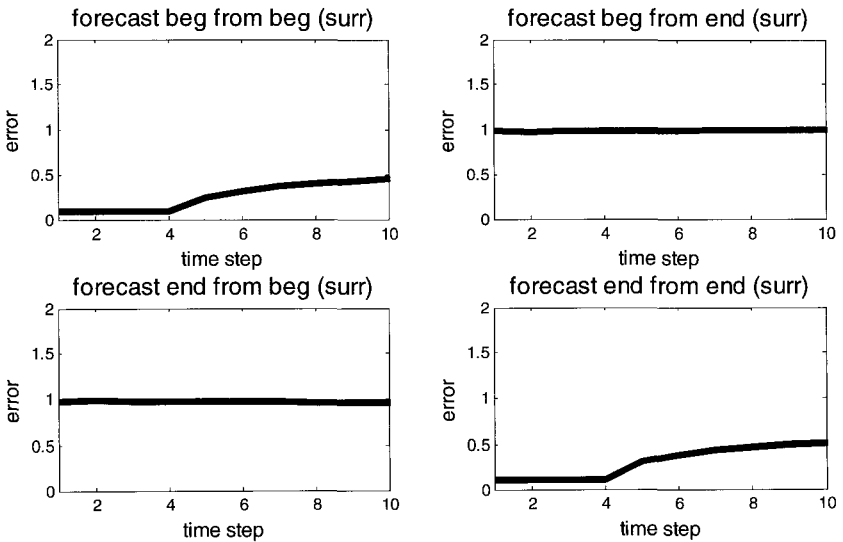 forecast beg from beg (surr)
2
1.5
1
0.5
0
error
2 4 6 8 10
time step
forecast beg from end (surr)
2
1.5
1
0.5
0
error
2 4 6 8 10
time step
forecast end from beg (surr)
2
1.5
1
0.5
0
error
2 4 6 8 10
time step
forecast end from end (surr)
2
1.5
1
0.5
0
error
2 4 6 8 10
time step